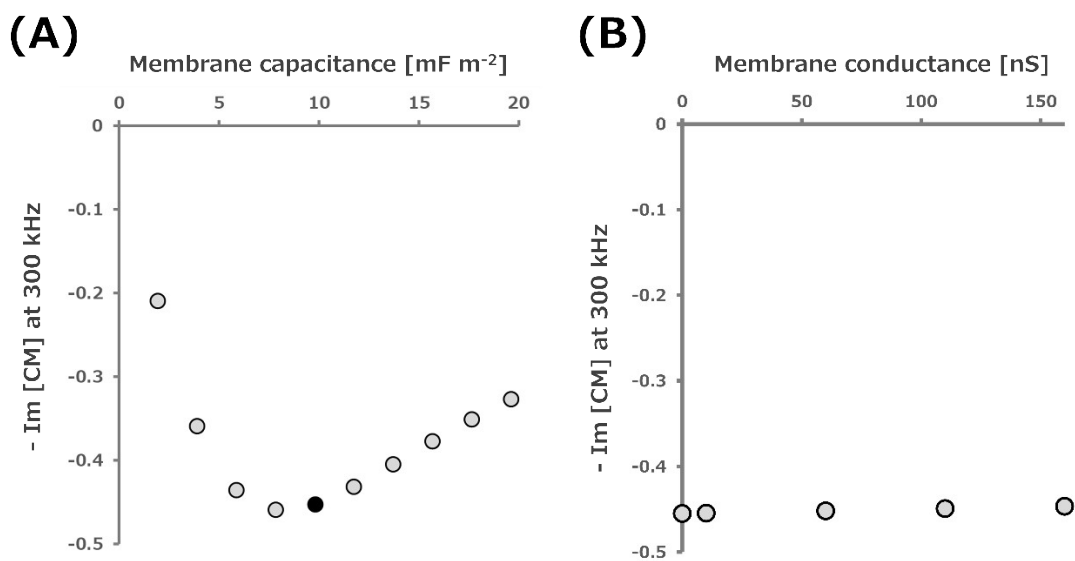 (A)
Membrane capacitance [mF m-2]
0 5 10 15 20
0
-0.1
-0.2
-0.3
-0.4
-0.5
- Im [CM] at 300 kHz
(B)
Membrane conductance [nS]
0 50 100 150
0
-0.1
-0.2
-0.3
-0.4
-0.5
- Im [CM] at 300 kHz